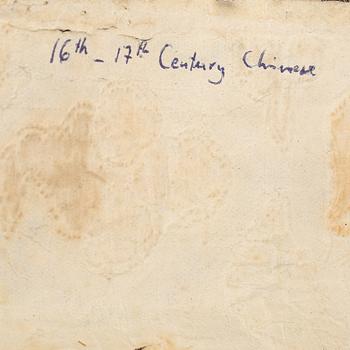 16th - 17th Century Chinese